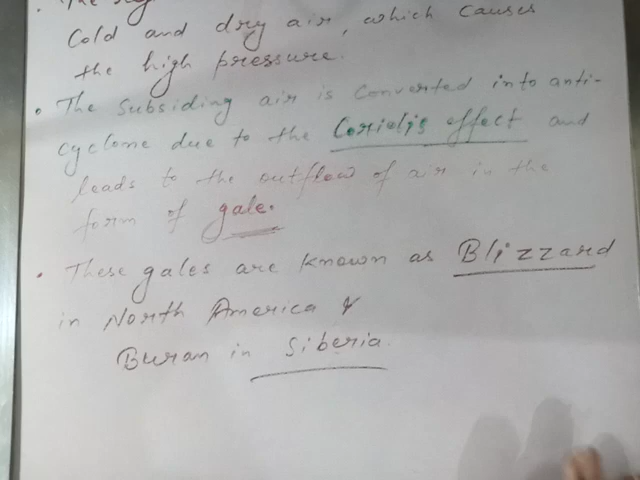 • The
Cold and dry air, which causes
the high pressure.
• The subsiding air is converted into anti-
cyclone due to the Coriolis effect and
leads to the outflow of air in the
form of gale.
• These gales are known as Blizzard
in North America &
Buran in Siberia.